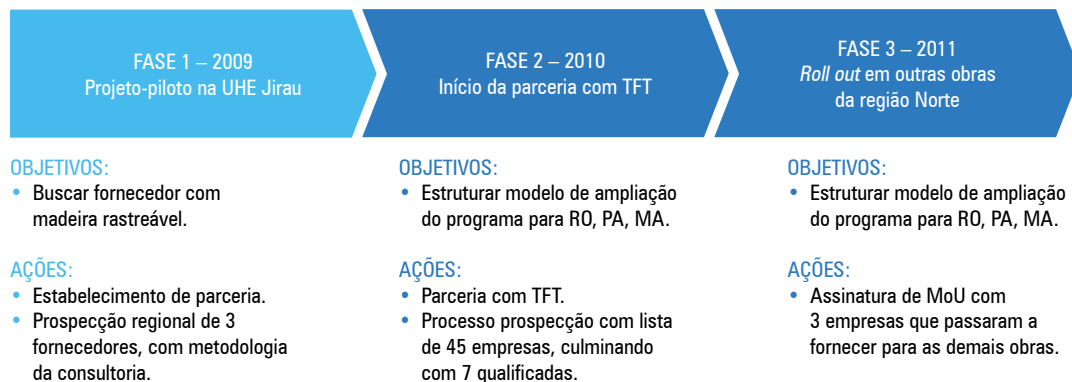 FASE 1 – 2009
Projeto-piloto na UHE Jirau
FASE 2 – 2010
Início da parceria com TFT
FASE 3 – 2011
Roll out em outras obras
da região Norte
OBJETIVOS:
• Buscar fornecedor com
madeira rastreável.
AÇÕES:
• Estabelecimento de parceria.
• Prospecção regional de 3
fornecedores, com metodologia
da consultoria.
OBJETIVOS:
• Estruturar modelo de ampliação
do programa para RO, PA, MA.
AÇÕES:
• Parceria com TFT.
• Processo prospecção com lista
de 45 empresas, culminando
com 7 qualificadas.
OBJETIVOS:
• Estruturar modelo de ampliação
do programa para RO, PA, MA.
AÇÕES:
• Assinatura de MoU com
3 empresas que passaram a
fornecer para as demais obras.